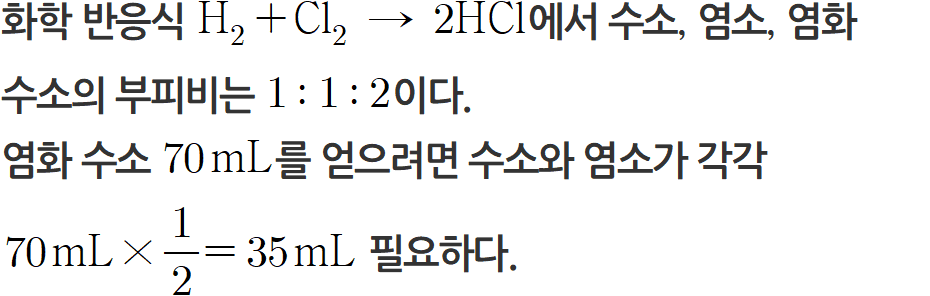 화학 반응식 H₂+Cl₂ → 2HCl에서 수소, 염소, 염화
수소의 부피비는 1 : 1 : 2이다.
염화 수소 70 mL를 얻으려면 수소와 염소가 각각
70 mL × 1/2 = 35 mL 필요하다.